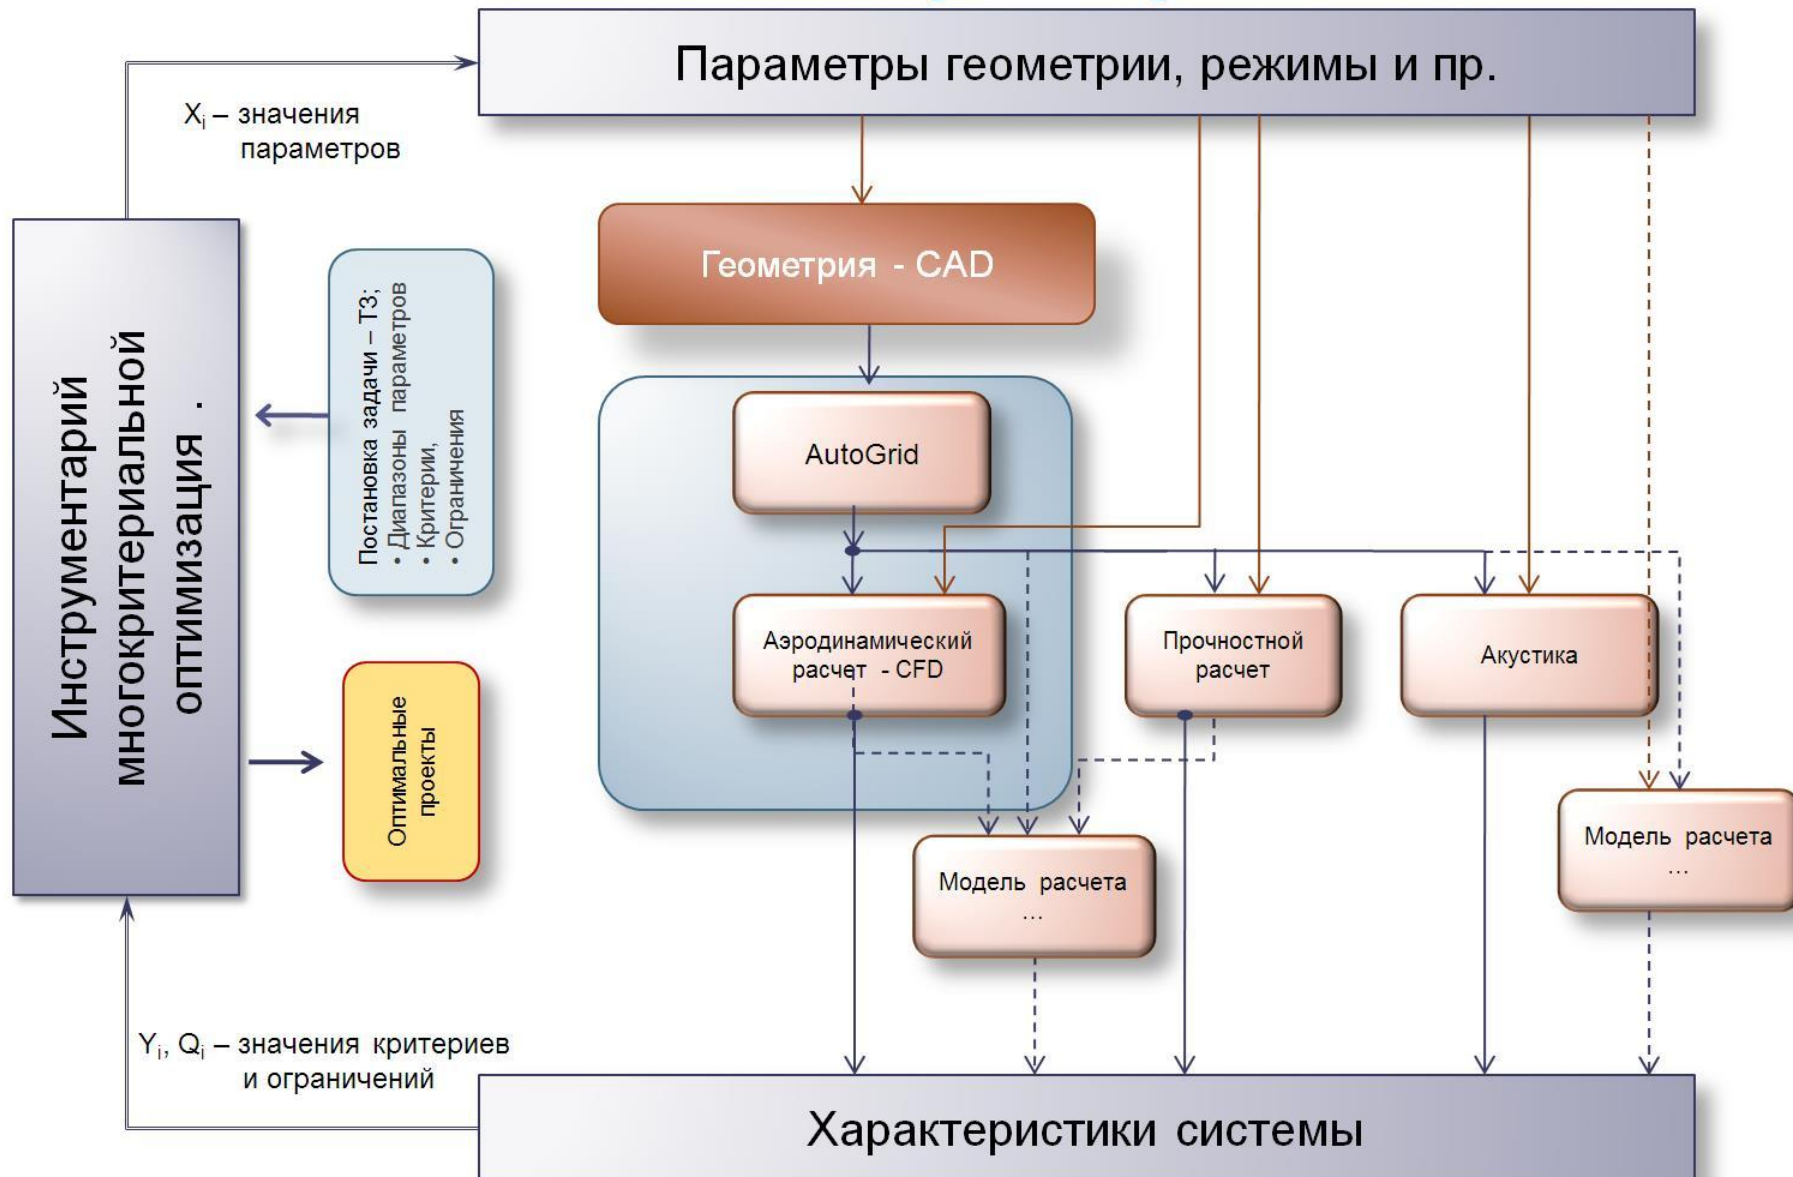 Параметры геометрии, режимы и пр.
Xi – значения
параметров
Геометрия - CAD
Инструментарий
многокритериальной
оптимизация .
Постановка задачи – ТЗ;
• Диапазоны параметров
• Критерии,
• Ограничения
AutoGrid
Аэродинамический
расчет - CFD
Прочностной
расчет
Акустика
Оптимальные
проекты
Модель расчета
...
Модель расчета
...
Yi, Qi – значения критериев
и ограничений
Характеристики системы